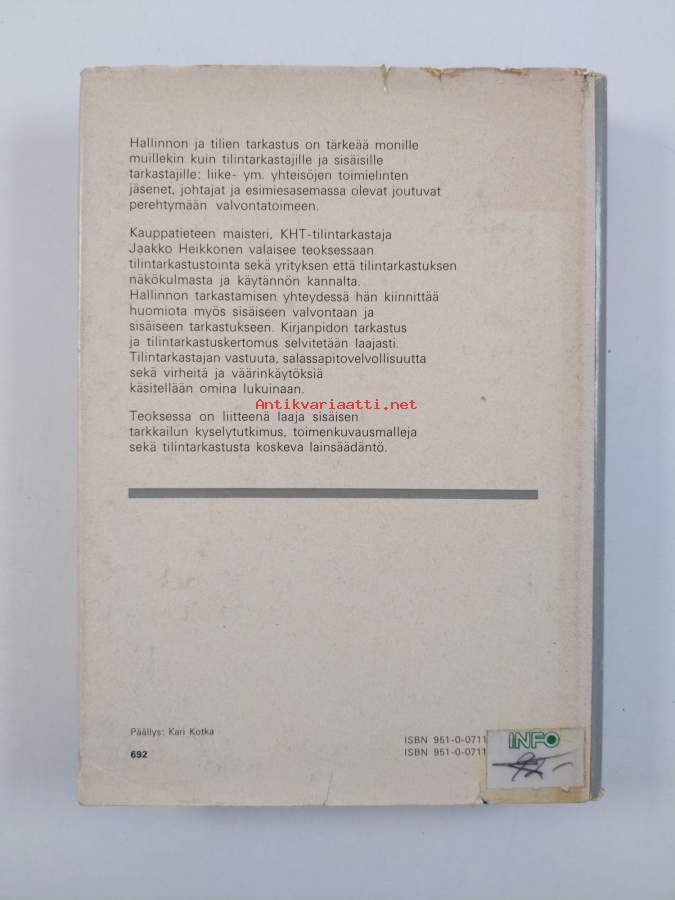 Hallinnon ja tilien tarkastus on tärkeää monille
muillekin kuin tilintarkastajille ja sisäisille
tarkastajille: liike- ym. yhteisöjen toimielinten
jäsenet, johtajat ja esimiesasemassa olevat joutuvat
perehtymään valvontatoimeen.
Kauppatieteen maisteri, KHT-tilintarkastaja
Jaakko Heikkonen valaisee teoksessaan
tilintarkastustointa sekä yrityksen että tilintarkastuksen
näkökulmasta ja käytännön kannalta.
Hallinnon tarkastamisen yhteydessä hän kiinnittää
huomiota myös sisäiseen valvontaan ja
sisäiseen tarkastukseen. Kirjanpidon tarkastus
ja tilintarkastuskertomus selvitetään laajasti.
Tilintarkastajan vastuuta, salassapitovelvollisuutta
sekä virheitä ja väärinkäytöksiä
käsitellään omina lukuinaan.
Antikvariaatti.net
Teoksessa on liitteenä laaja sisäisen
tarkkailun kyselytutkimus, toimenkuvausmalleja
sekä tilintarkastusta koskeva lainsäädäntö.
Päällys: Kari Kotka
692
ISBN 951-0-0711
ISBN 951-0-0711
INFO